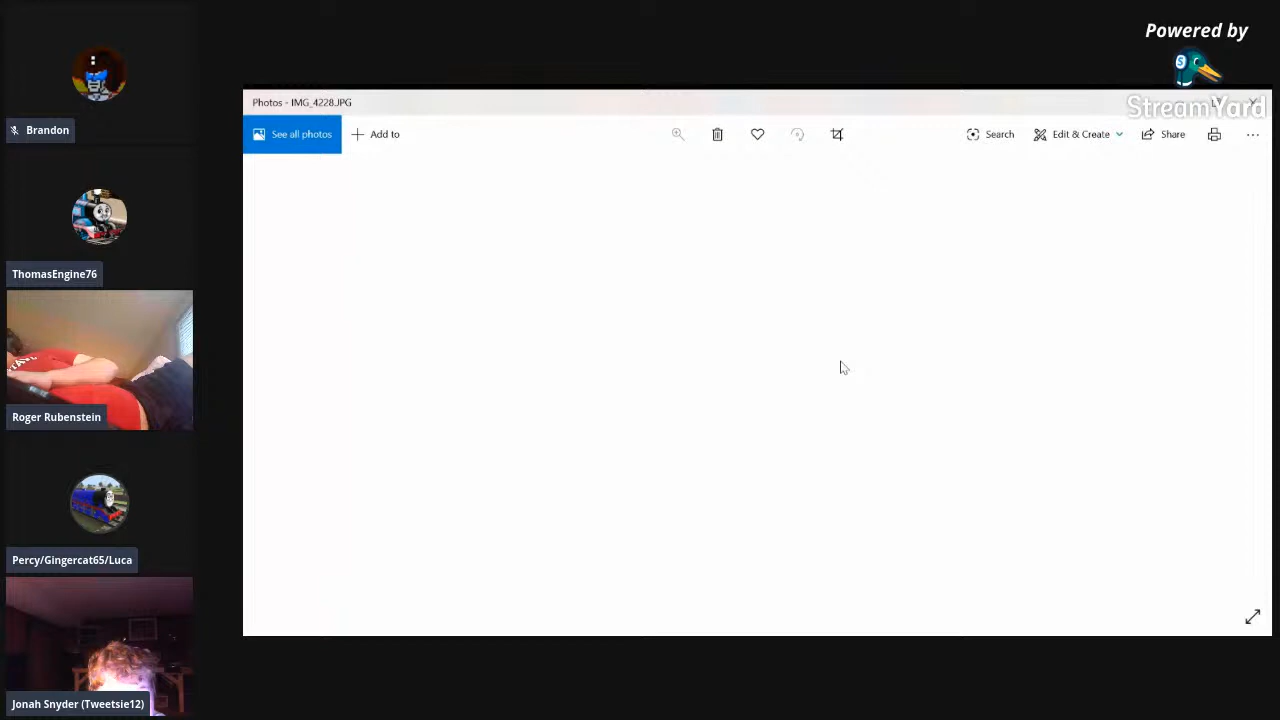 Powered by
StreamYard
Brandon
ThomasEngine76
Roger Rubenstein
Percy/Gingercat65/Luca
Jonah Snyder (Tweetsie12)
Photos - IMG_4228.JPG
See all photos
Add to
Search
Edit & Create
Share